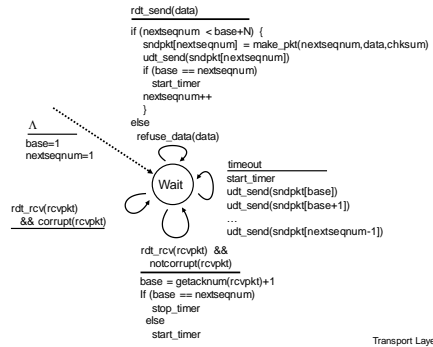 rdt_send(data)
if (nextseqnum < base+N) {
sndpkt[nextseqnum] = make_pkt(nextseqnum,data,chksum)
udt_send(sndpkt[nextseqnum])
if (base == nextseqnum)
start_timer
nextseqnum++
}
else
refuse_data(data)
Λ
base=1
nextseqnum=1
Wait
timeout
start_timer
udt_send(sndpkt[base])
udt_send(sndpkt[base+1])
…
udt_send(sndpkt[nextseqnum-1])
rdt_rcv(rcvpkt)
&& corrupt(rcvpkt)
rdt_rcv(rcvpkt) &&
notcorrupt(rcvpkt)
base = getacknum(rcvpkt)+1
If (base == nextseqnum)
stop_timer
else
start_timer
Transport Laye